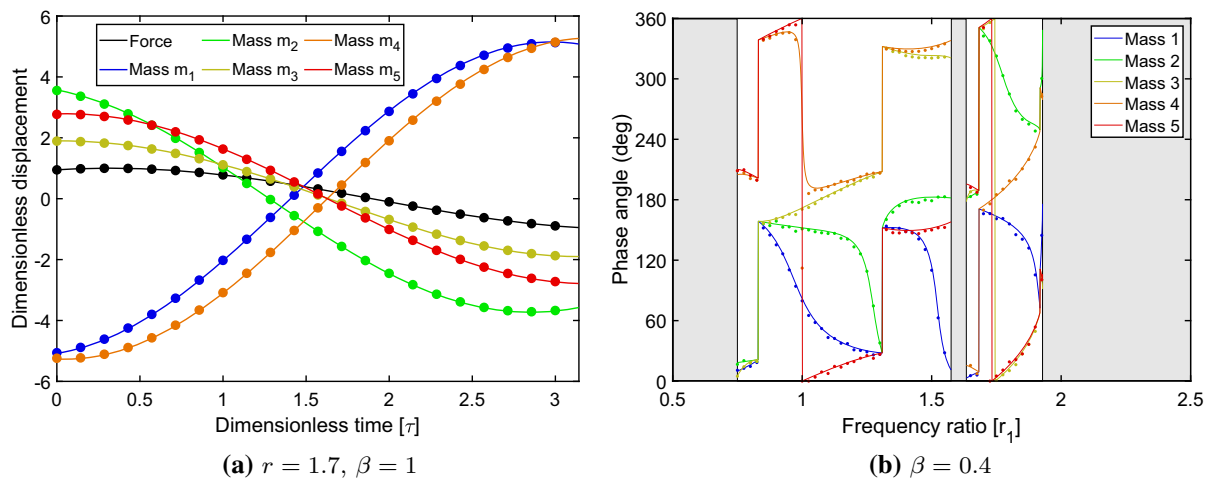 6
4
2
0
-2
-4
-6
Dimensionless displacement
Force
Mass m1
Mass m2
Mass m3
Mass m4
Mass m5
0
0.5
1
1.5
2
2.5
3
Dimensionless time [τ]
(a) r = 1.7, β = 1
360
300
240
180
120
60
0
Phase angle (deg)
Mass 1
Mass 2
Mass 3
Mass 4
Mass 5
0.5
1
1.5
2
2.5
Frequency ratio [r1]
(b) β = 0.4